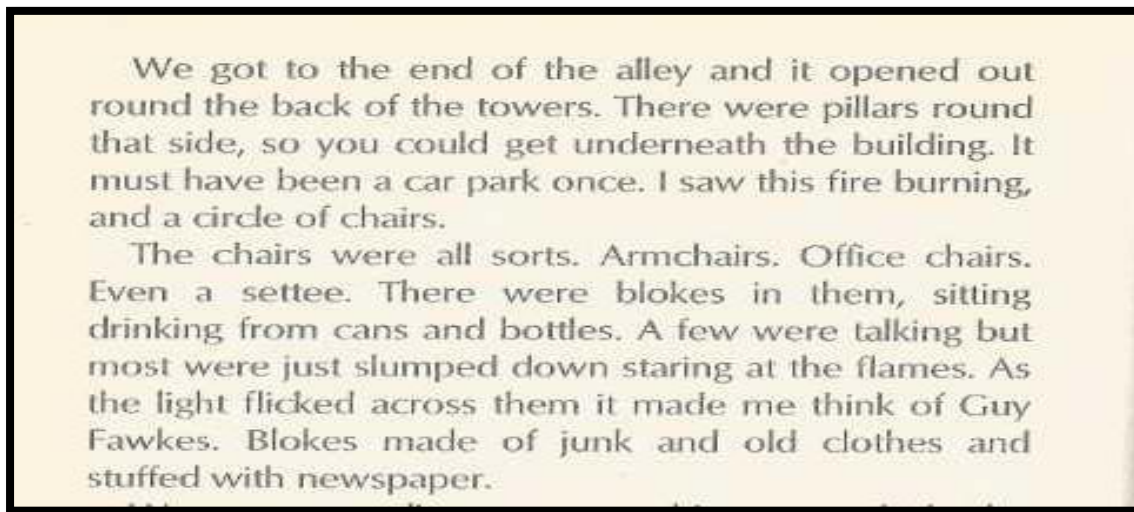 We got to the end of the alley and it opened out
round the back of the towers. There were pillars round
that side, so you could get underneath the building. It
must have been a car park once. I saw this fire burning,
and a circle of chairs.
The chairs were all sorts. Armchairs. Office chairs.
Even a settee. There were blokes in them, sitting
drinking from cans and bottles. A few were talking but
most were just slumped down staring at the flames. As
the light flicked across them it made me think of Guy
Fawkes. Blokes made of junk and old clothes and
stuffed with newspaper.